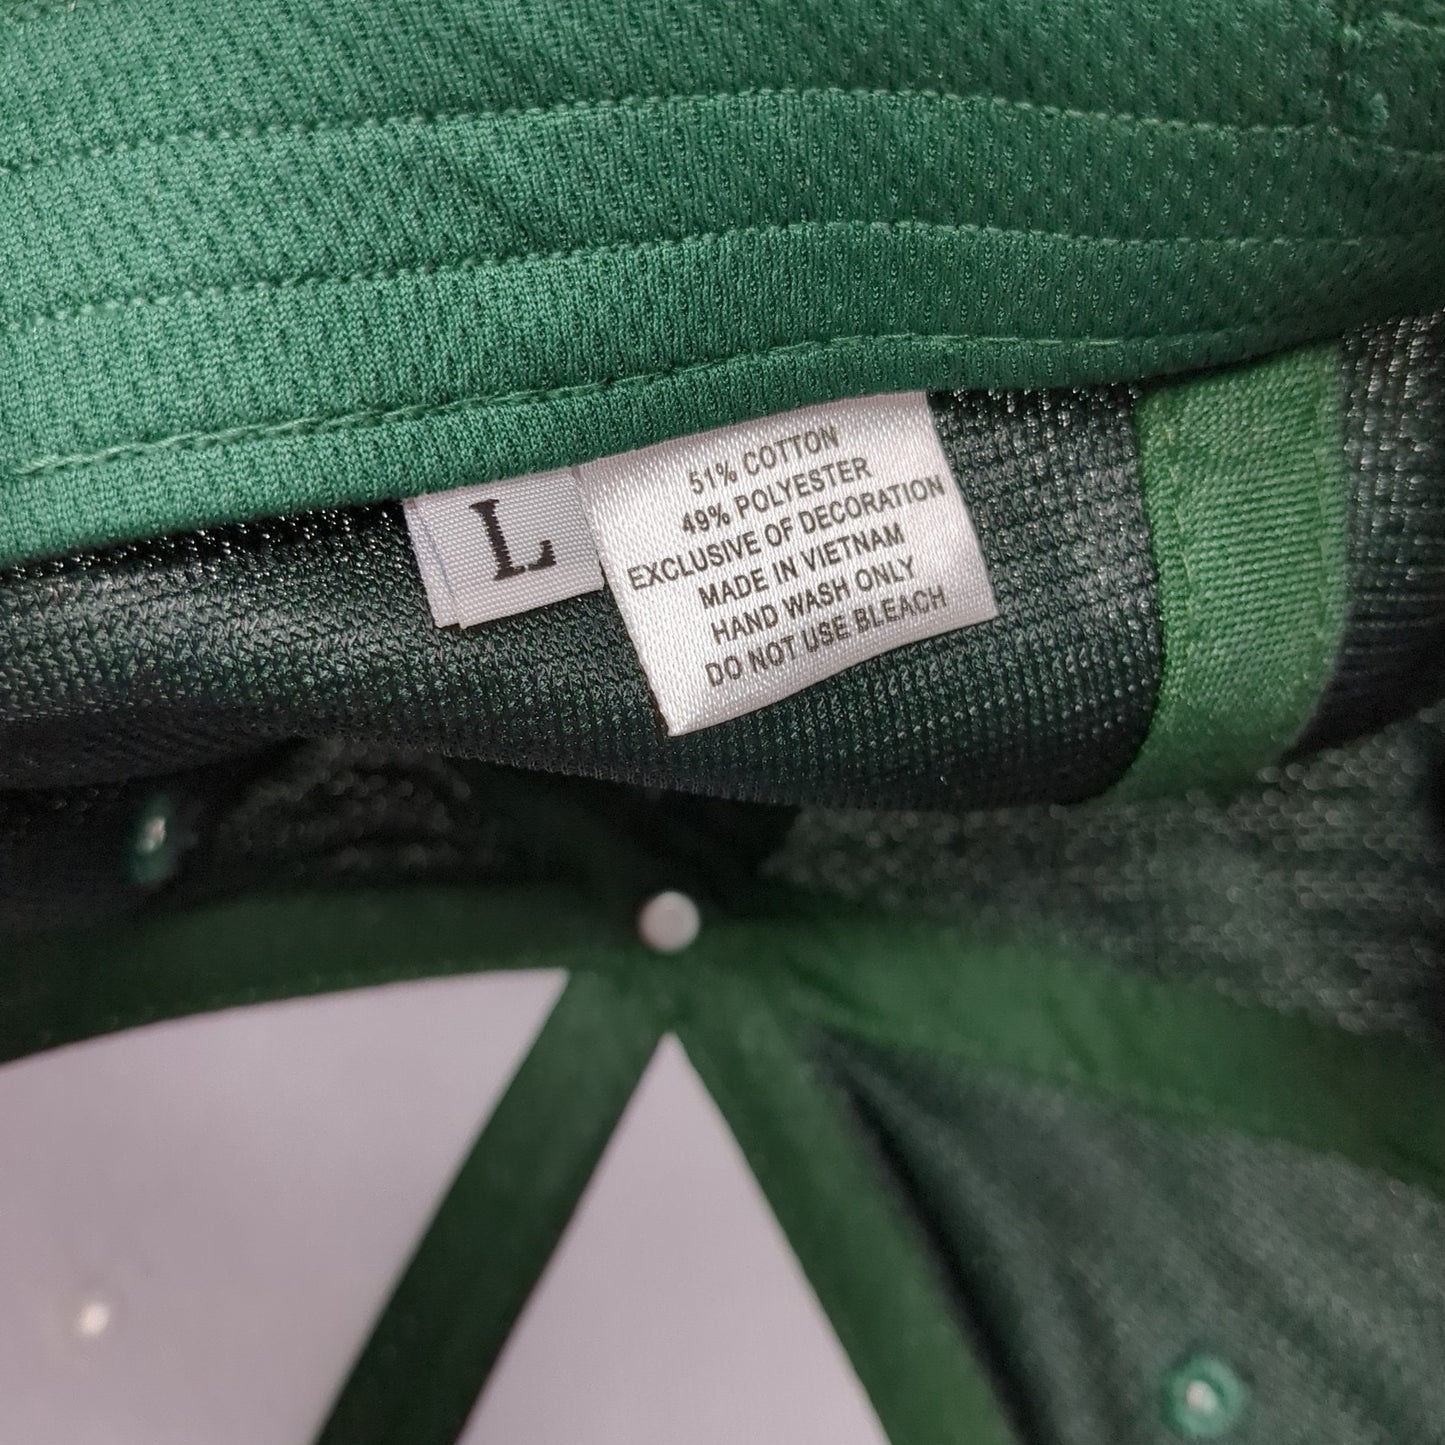 L
51% COTTON
49% POLYESTER
EXCLUSIVE OF DECORATION
MADE IN VIETNAM
HAND WASH ONLY
DO NOT USE BLEACH